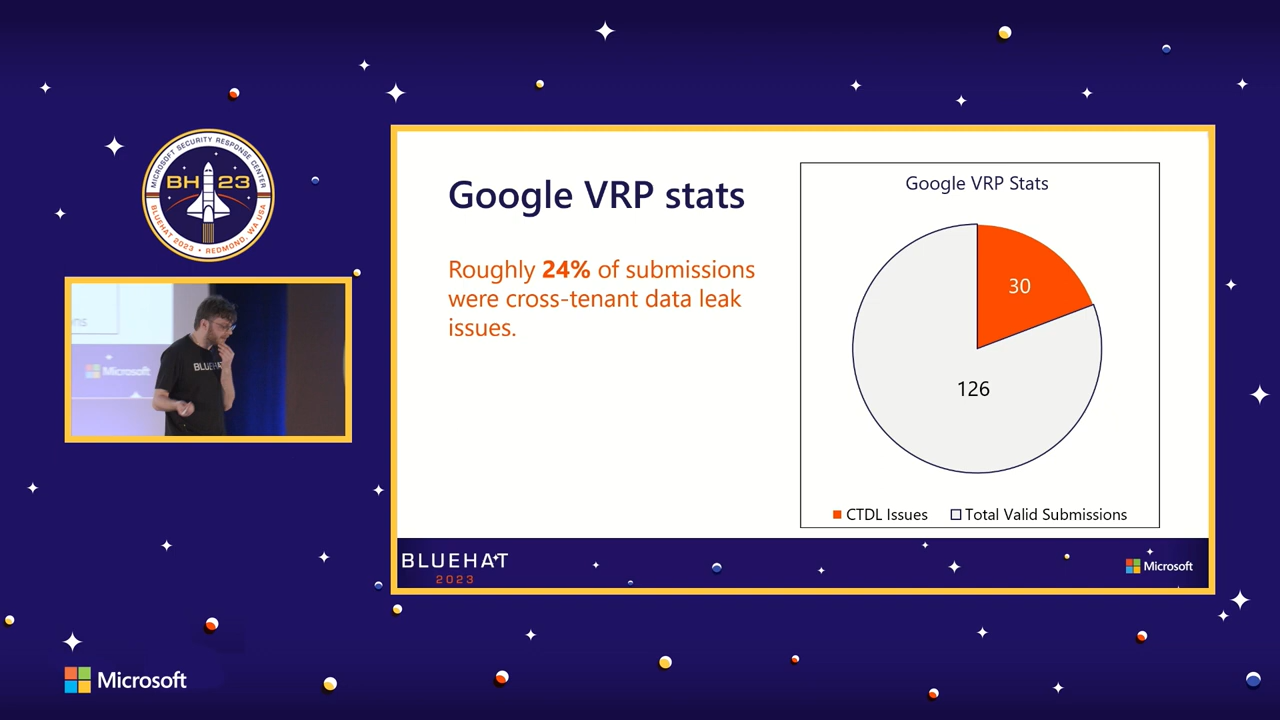 MICROSOFT SECURITY RESPONSE CENTER
BH 23
BLUEHAT 2023 • REDMOND, WA USA
Microsoft
BLUEHAT
Google VRP stats
Roughly 24% of submissions
were cross-tenant data leak
issues.
Google VRP Stats
30
126
CTDL Issues
Total Valid Submissions
BLUEHAT
2023
Microsoft
Microsoft